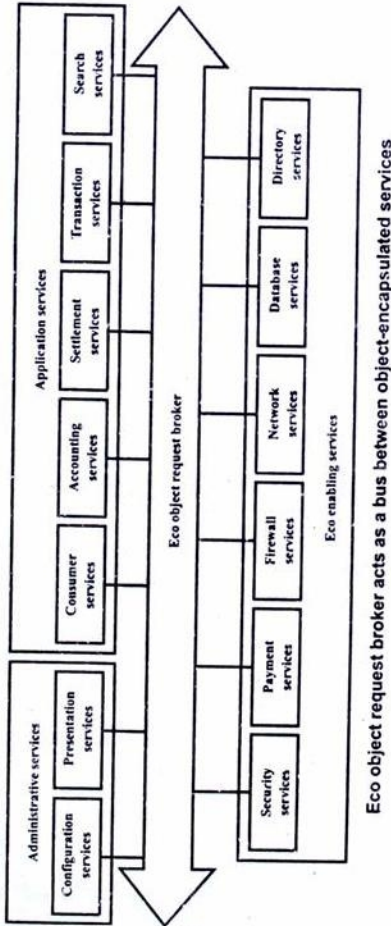 Administrative services
Configuration
services
Presentation
services
Application services
Consumer
services
Accounting
services
Settlement
services
Transaction
services
Search
services
Eco object request broker
Security
services
Payment
services
Firewall
services
Network
services
Database
services
Directory
services
Eco enabling services
Eco object request broker acts as a bus between object-encapsulated services